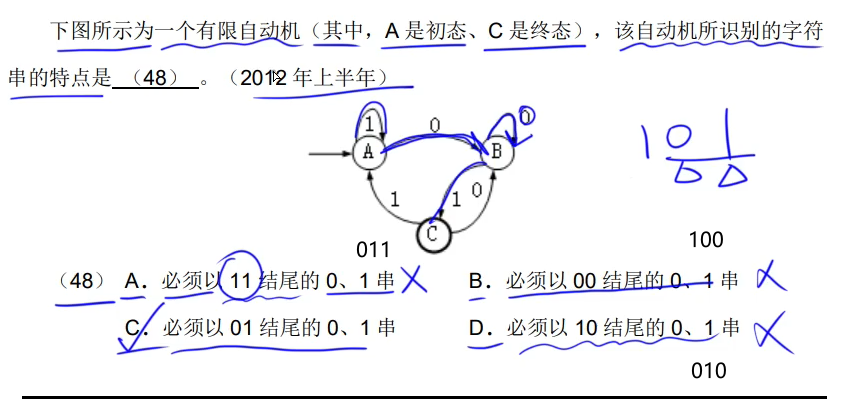 下图所示为一个有限自动机（其中，A 是初态、C 是终态），该自动机所识别的字符
串的特点是 （48） 。（2012 年上半年）
1 0 0
A B
1 1 0
C
1 0 1
0 0
011 100
（48） A. 必须以 11 结尾的 0、1 串 B. 必须以 00 结尾的 0、1 串
C. 必须以 01 结尾的 0、1 串 D. 必须以 10 结尾的 0、1 串
010